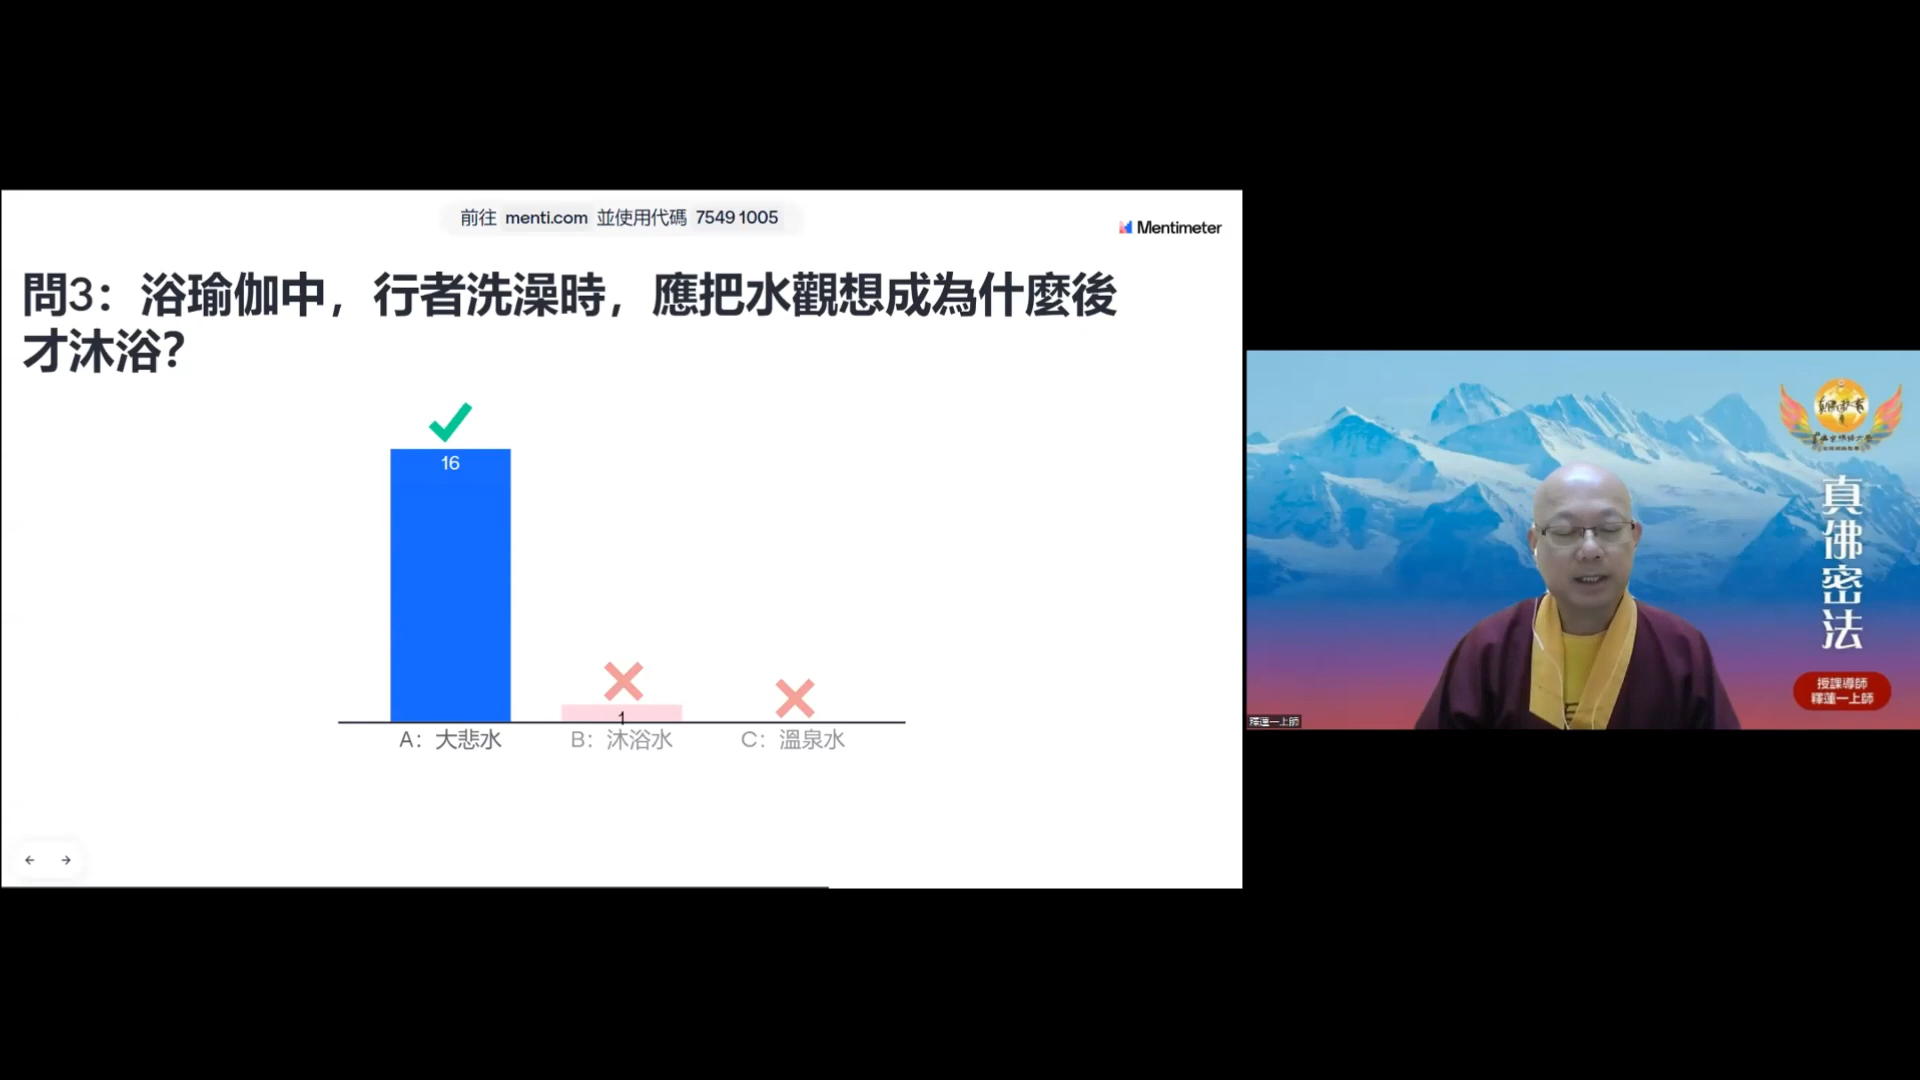 前往 menti.com 並使用代碼 7549 1005
Mentimeter
問3：浴瑜伽中，行者洗澡時，應把水觀想成為什麼後
才沐浴？
16
1
A：大悲水
B：沐浴水
C：溫泉水
真佛密法
授課導師
釋蓮一上師
釋蓮一上師